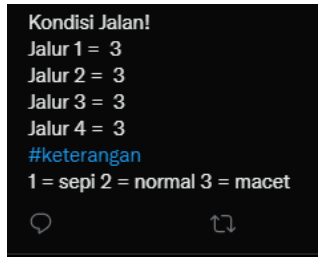 Kondisi Jalan!
Jalur 1 = 3
Jalur 2 = 3
Jalur 3 = 3
Jalur 4 = 3
#keterangan
1 = sepi 2 = normal 3 = macet